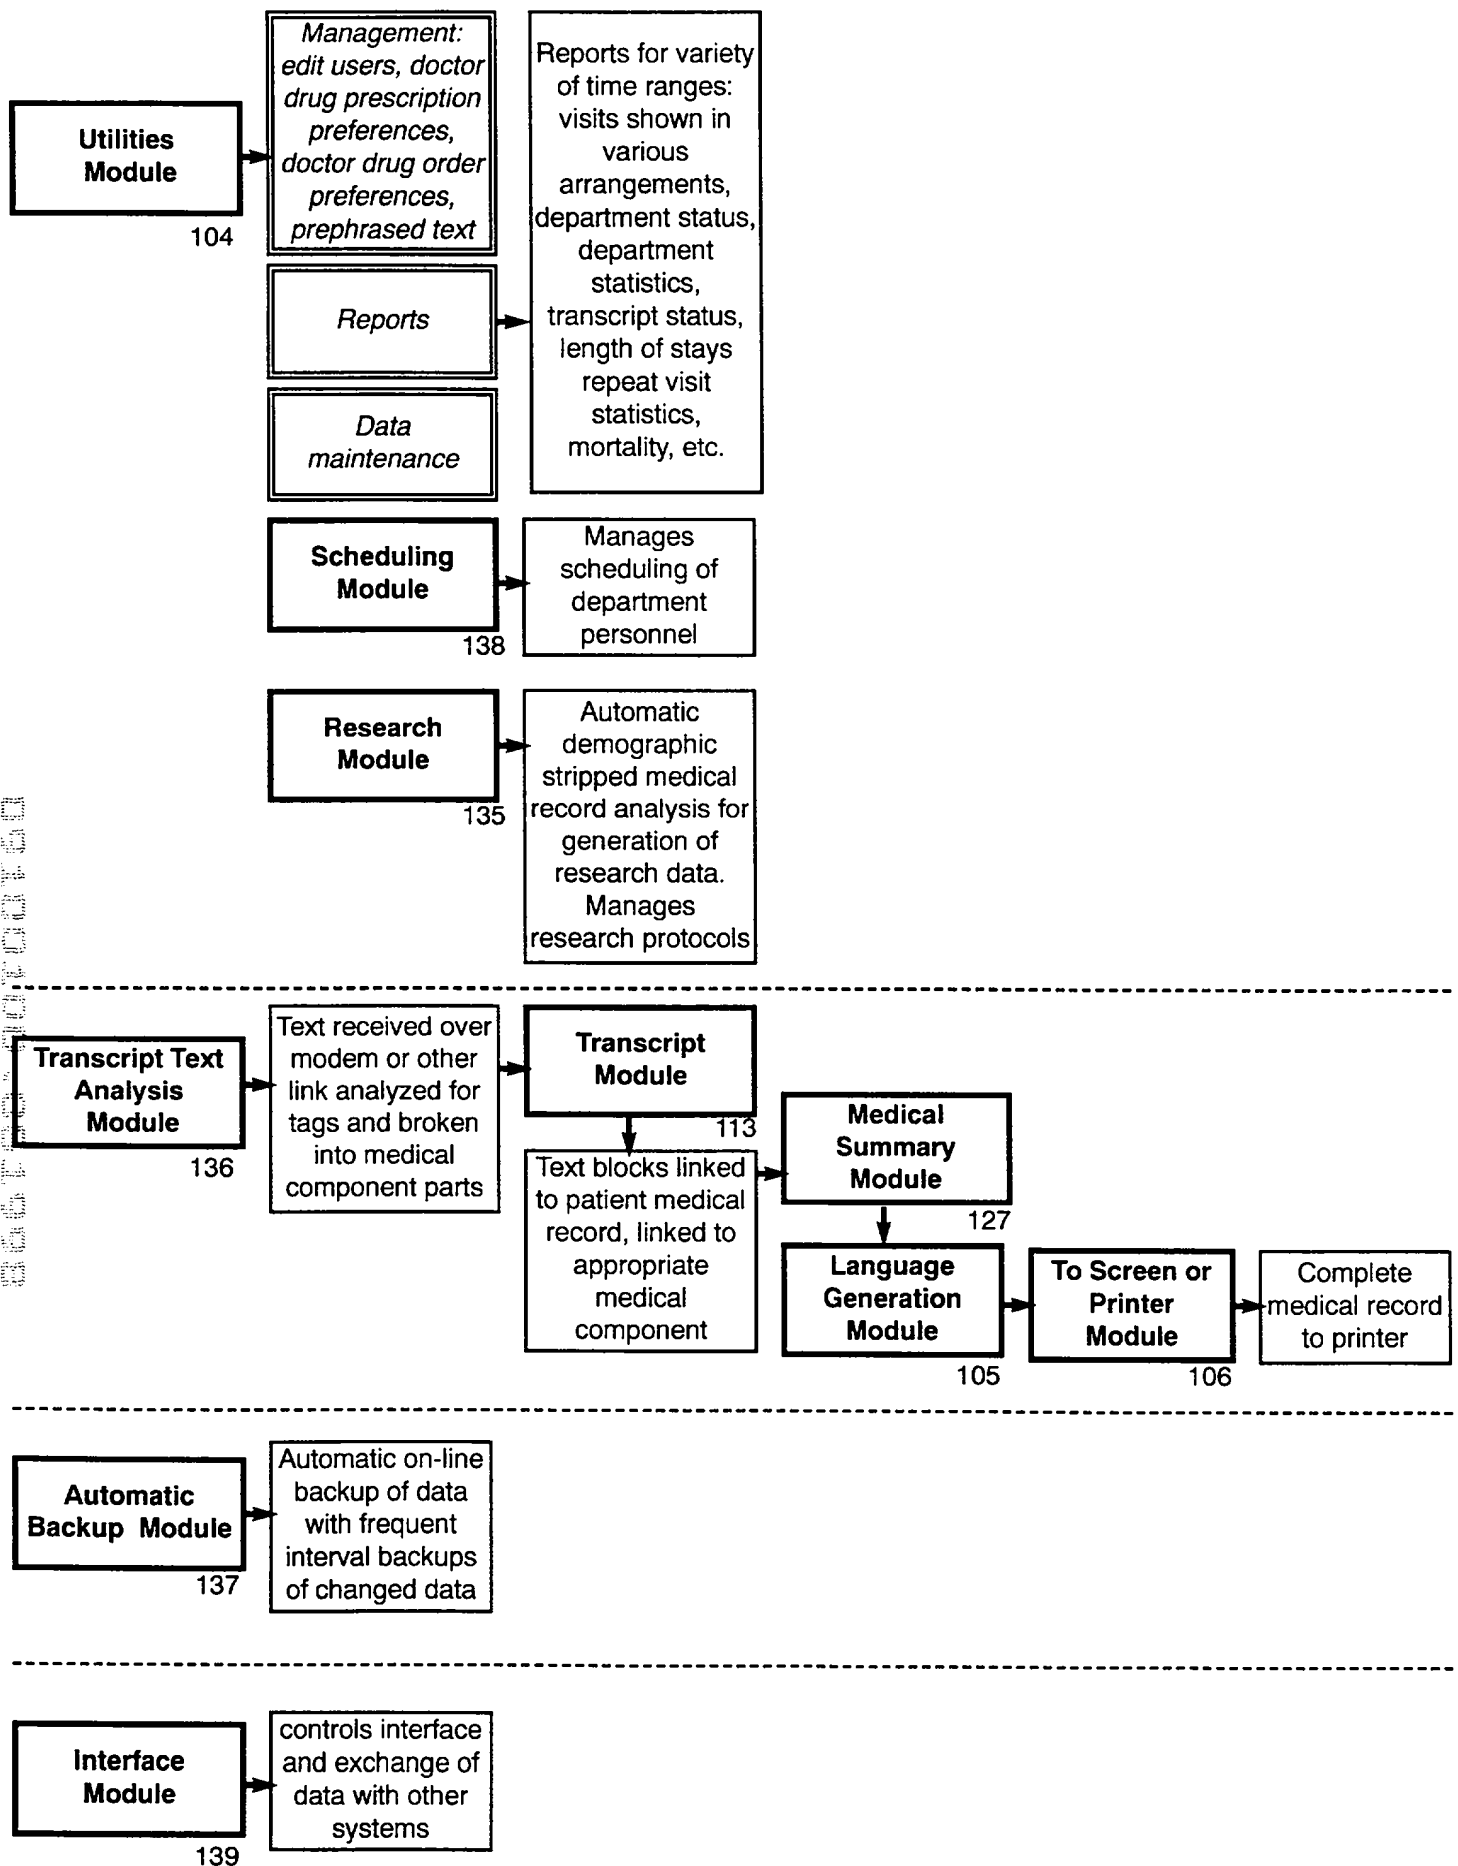 Utilities
Module
104
Management:
edit users, doctor
drug prescription
preferences,
doctor drug order
preferences,
prephrased text
Reports
Data
maintenance
Reports for variety
of time ranges:
visits shown in
various
arrangements,
department status,
department
statistics,
transcript status,
length of stays
repeat visit
statistics,
mortality, etc.
Scheduling
Module
138
Manages
scheduling of
department
personnel
Research
Module
135
Automatic
demographic
stripped medical
record analysis for
generation of
research data.
Manages
research protocols
Transcript Text
Analysis
Module
136
Text received over
modem or other
link analyzed for
tags and broken
into medical
component parts
Transcript
Module
113
Text blocks linked
to patient medical
record, linked to
appropriate
medical
component
Medical
Summary
Module
127
Language
Generation
Module
105
To Screen or
Printer
Module
106
Complete
medical record
to printer
Automatic
Backup Module
137
Automatic on-line
backup of data
with frequent
interval backups
of changed data
Interface
Module
139
controls interface
and exchange of
data with other
systems